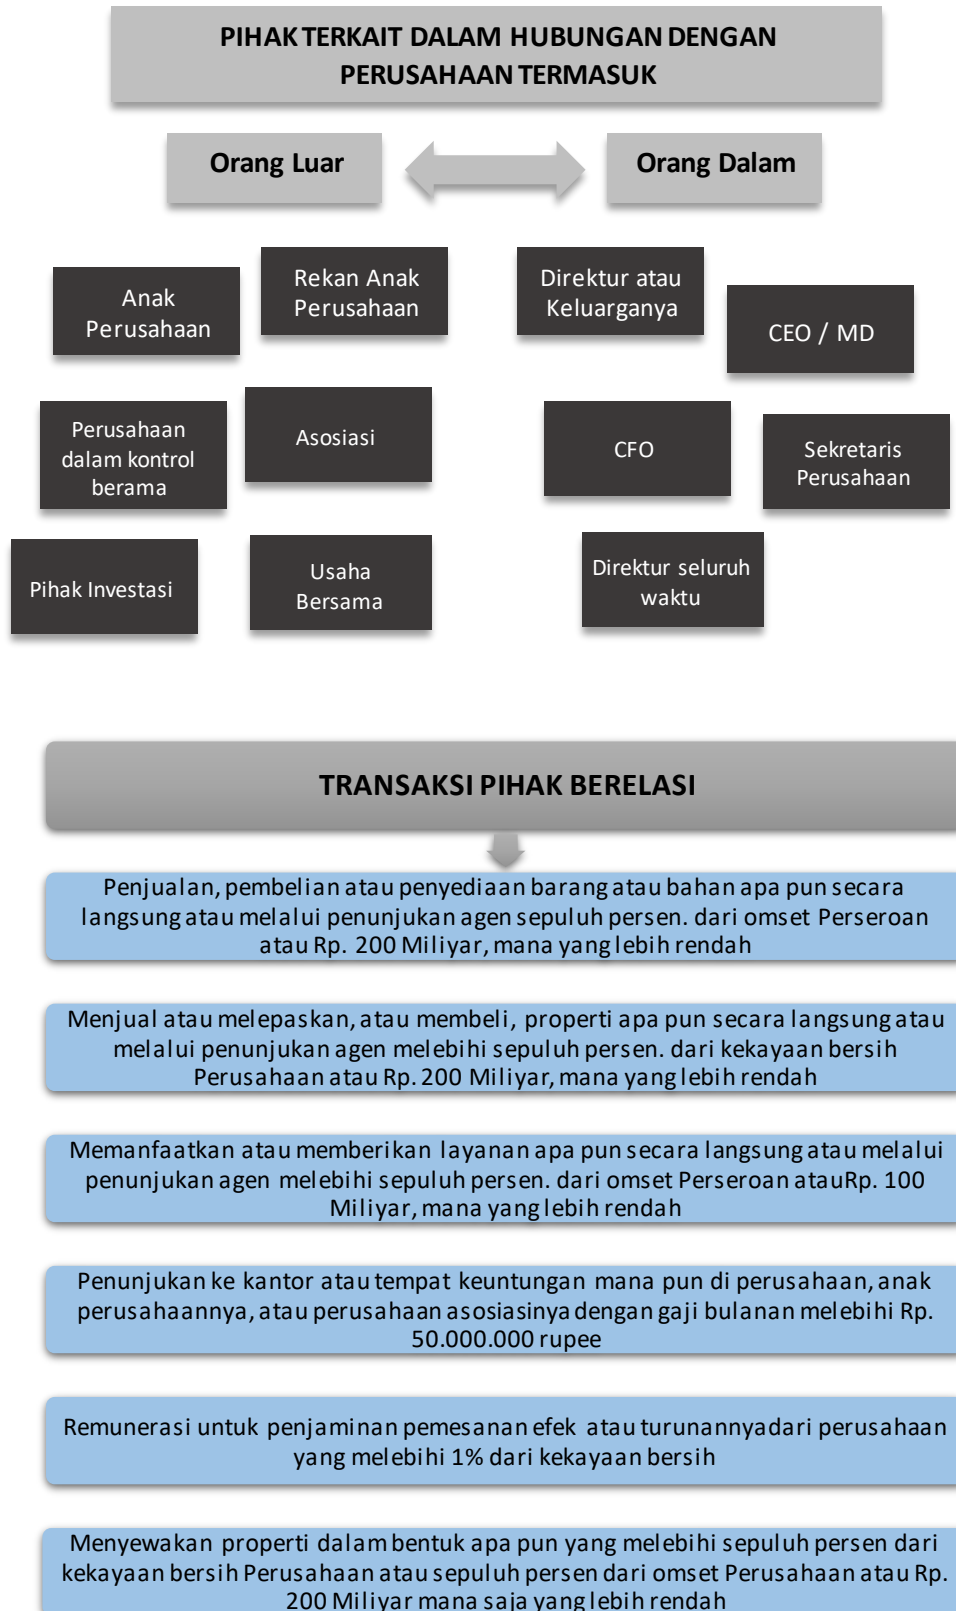 PIHAK TERKAIT DALAM HUBUNGAN DENGAN
PERUSAHAAN TERMASUK
Orang Luar
Orang Dalam
Anak
Perusahaan
Rekan Anak
Perusahaan
Direktur atau
Keluarganya
CEO / MD
Perusahaan
dalam kontrol
berama
Asosiasi
CFO
Sekretaris
Perusahaan
Pihak Investasi
Usaha
Bersama
Direktur seluruh
waktu
TRANSAKSI PIHAK BERELASI
Penjualan, pembelian atau penyediaan barang atau bahan apa pun secara
langsung atau melalui penunjukan agen sepuluh persen. dari omset Perseroan
atau Rp. 200 Miliyar, mana yang lebih rendah
Menjual atau melepaskan, atau membeli, properti apa pun secara langsung atau
melalui penunjukan agen melebihi sepuluh persen. dari kekayaan bersih
Perusahaan atau Rp. 200 Miliyar, mana yang lebih rendah
Memanfaatkan atau memberikan layanan apa pun secara langsung atau melalui
penunjukan agen melebihi sepuluh persen. dari omset Perseroan atauRp. 100
Miliyar, mana yang lebih rendah
Penunjukan ke kantor atau tempat keuntungan mana pun di perusahaan, anak
perusahaannya, atau perusahaan asosiasinya dengan gaji bulanan melebihi Rp.
50.000.000 rupee
Remunerasi untuk penjaminan pemesanan efek atau turunannyadari perusahaan
yang melebihi 1% dari kekayaan bersih
Menyewakan properti dalam bentuk apa pun yang melebihi sepuluh persen dari
kekayaan bersih Perusahaan atau sepuluh persen dari omset Perusahaan atau Rp.
200 Miliyar mana saja yang lebih rendah